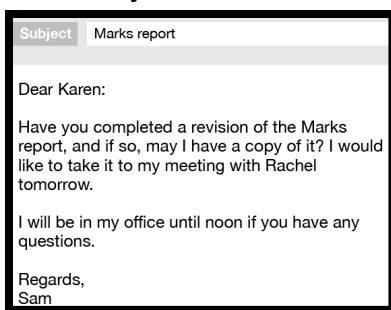 Subject Marks report
Dear Karen:
Have you completed a revision of the Marks
report, and if so, may I have a copy of it? I would
like to take it to my meeting with Rachel
tomorrow.
I will be in my office until noon if you have any
questions.
Regards,
Sam